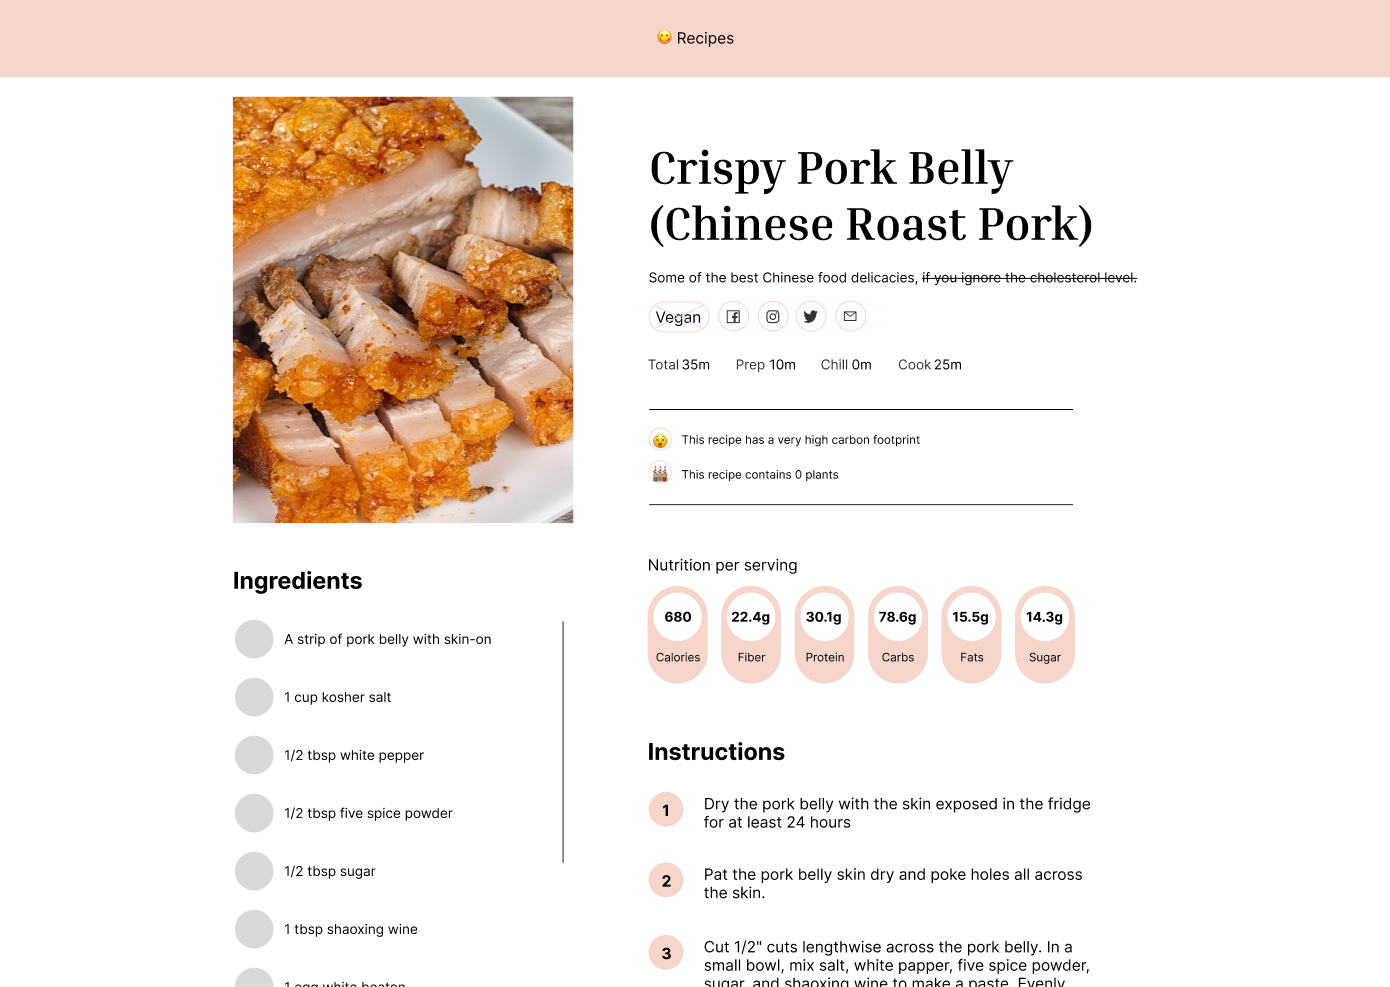 😋 Recipes
Crispy Pork Belly
(Chinese Roast Pork)
Some of the best Chinese food delicacies, if you ignore the cholesterol level.
Vegan
Total 35m Prep 10m Chill 0m Cook 25m
This recipe has a very high carbon footprint
This recipe contains 0 plants
Nutrition per serving
680 22.4g 30.1g 78.6g 15.5g 14.3g
Calories Fiber Protein Carbs Fats Sugar
Ingredients
A strip of pork belly with skin-on
1 cup kosher salt
1/2 tbsp white pepper
1/2 tbsp five spice powder
1/2 tbsp sugar
1 tbsp shaoxing wine
1 egg white beaten
Instructions
1 Dry the pork belly with the skin exposed in the fridge
for at least 24 hours
2 Pat the pork belly skin dry and poke holes all across
the skin.
3 Cut 1/2" cuts lengthwise across the pork belly. In a
small bowl, mix salt, white papper, five spice powder,
sugar, and shaoxing wine to make a paste. Evenly